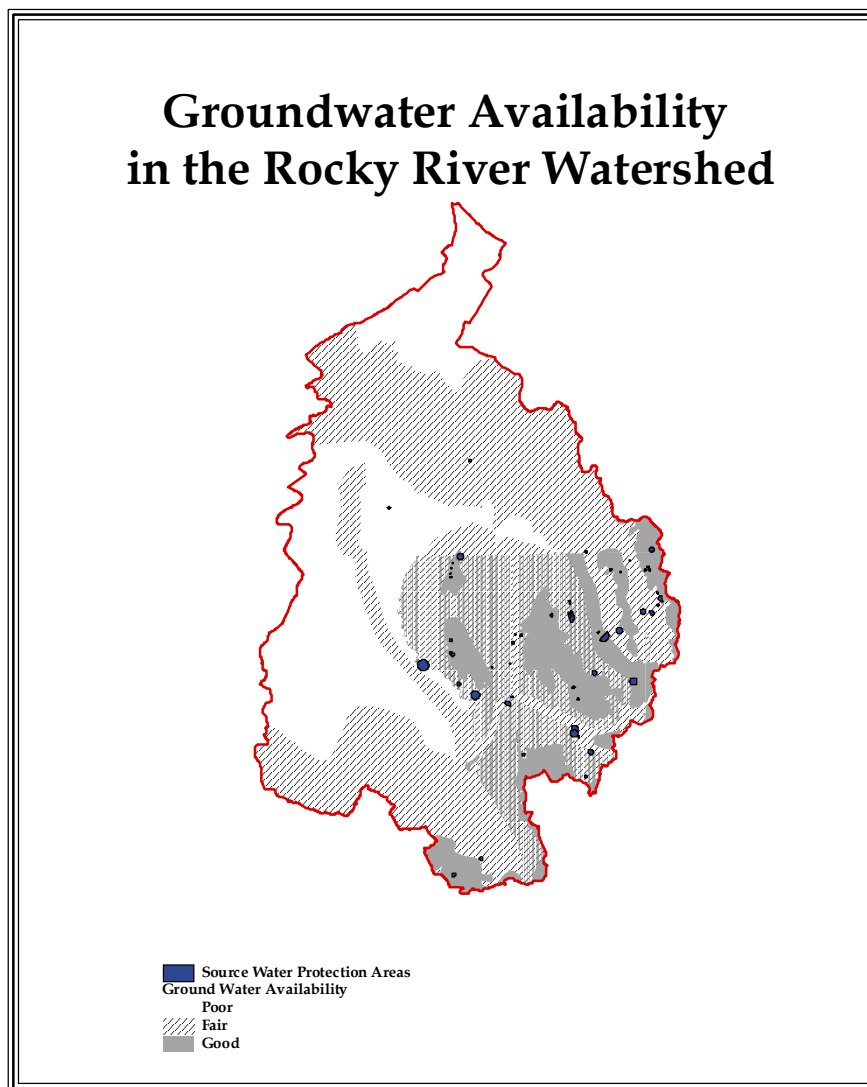 Groundwater Availability
in the Rocky River Watershed
Source Water Protection Areas
Ground Water Availability
Poor
Fair
Good